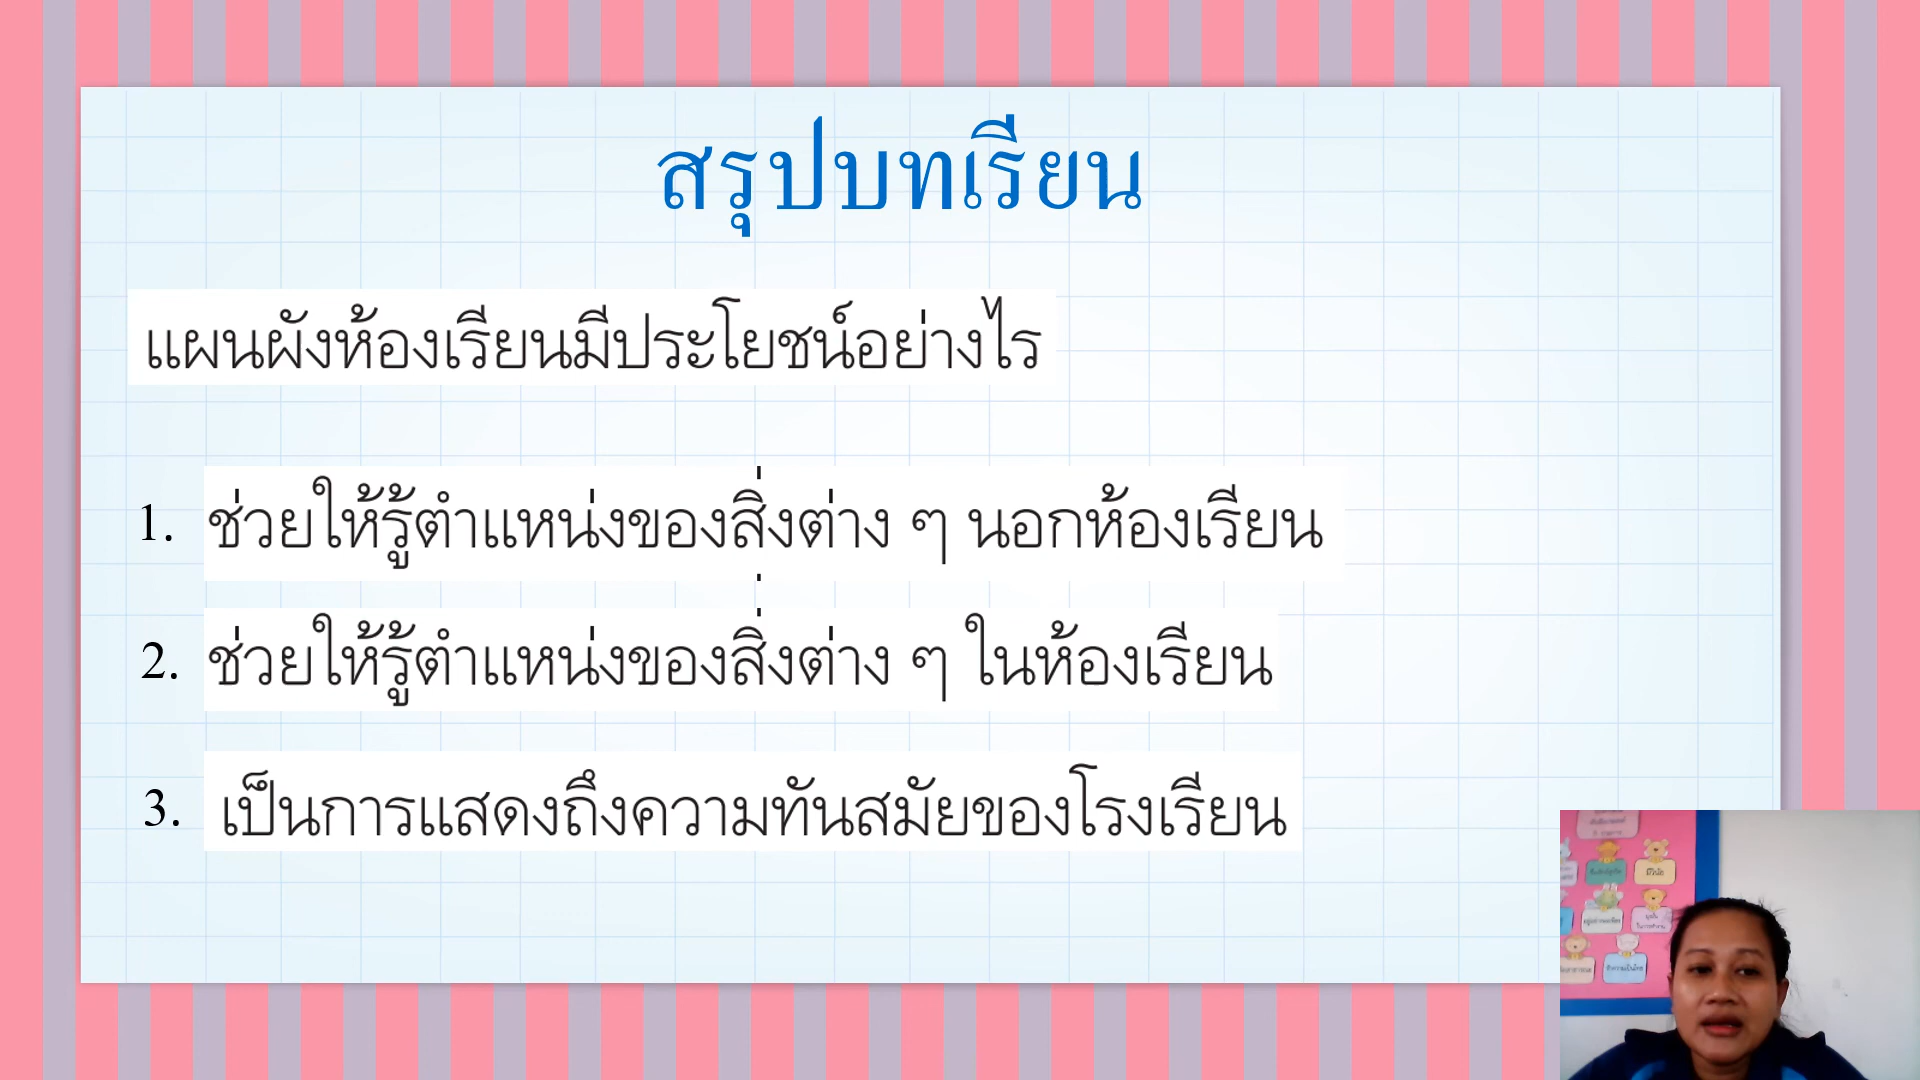 สรุปบทเรียน
แผนผังห้องเรียนมีประโยชน์อย่างไร
1. ช่วยให้รู้ตำแหน่งของสิ่งต่าง ๆ นอกห้องเรียน
2. ช่วยให้รู้ตำแหน่งของสิ่งต่าง ๆ ในห้องเรียน
3. เป็นการแสดงถึงความทันสมัยของโรงเรียน
มีวินัย